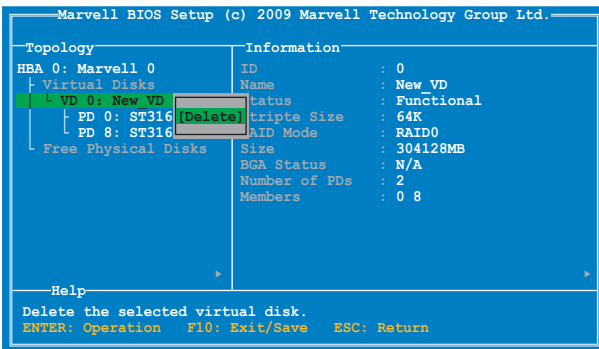 Marvell BIOS Setup (c) 2009 Marvell Technology Group Ltd.
Topology
HBA 0: Marvell 0
Virtual Disks
VD 0: New_VD
PD 0: ST316
PD 8: ST316
Free Physical Disks
[Delete]
Information
ID : 0
Name : New_VD
tatus : Functional
tripte Size : 64K
AID Mode : RAID0
Size : 304128MB
BGA Status : N/A
Number of PDs : 2
Members : 0 8
Help
Delete the selected virtual disk.
ENTER: Operation F10: Exit/Save ESC: Return